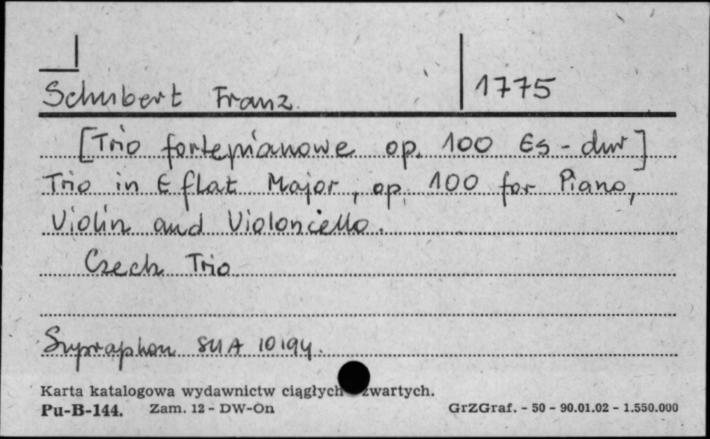 Schubert Franz 1775
[Trio fortepianowe op. 100 Es-dur]
Trio in E flat Major, op. 100 for Piano,
Violin and Violoncello.
Czech Trio
Supraphon SUA 10194.
Karta katalogowa wydawnictw ciągłych zwartych.
Pu-B-144. Zam. 12 - DW-On GrZGraf. - 50 - 90.01.02 - 1.550.000